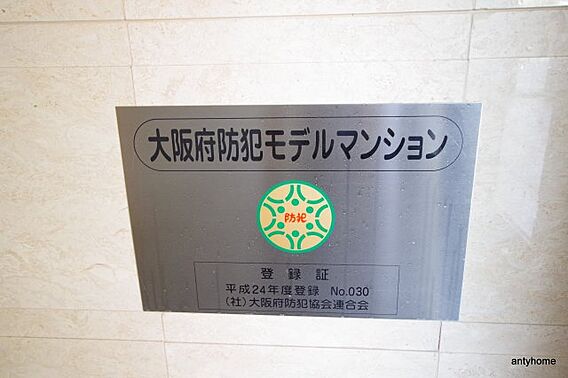 大阪府防犯モデルマンション
防犯
登録証
平成24年度登録 No.030
(社)大阪府防犯協会連合会
antyhome